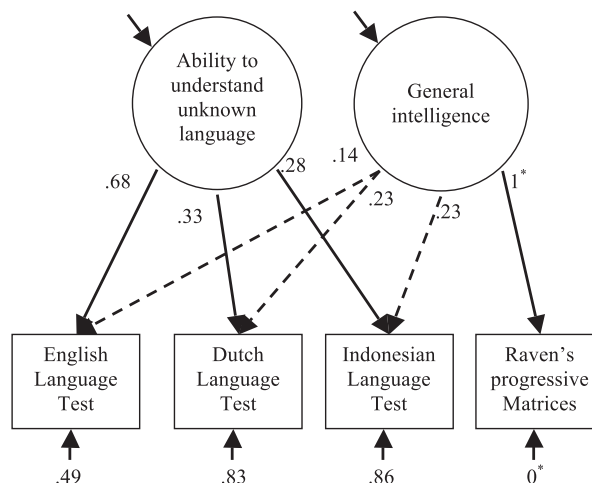 Ability to
understand
unknown
language
General
intelligence
.68
.33
.28
.14
.23
.23
1*
English
Language
Test
Dutch
Language
Test
Indonesian
Language
Test
Raven's
progressive
Matrices
.49
.83
.86
0*